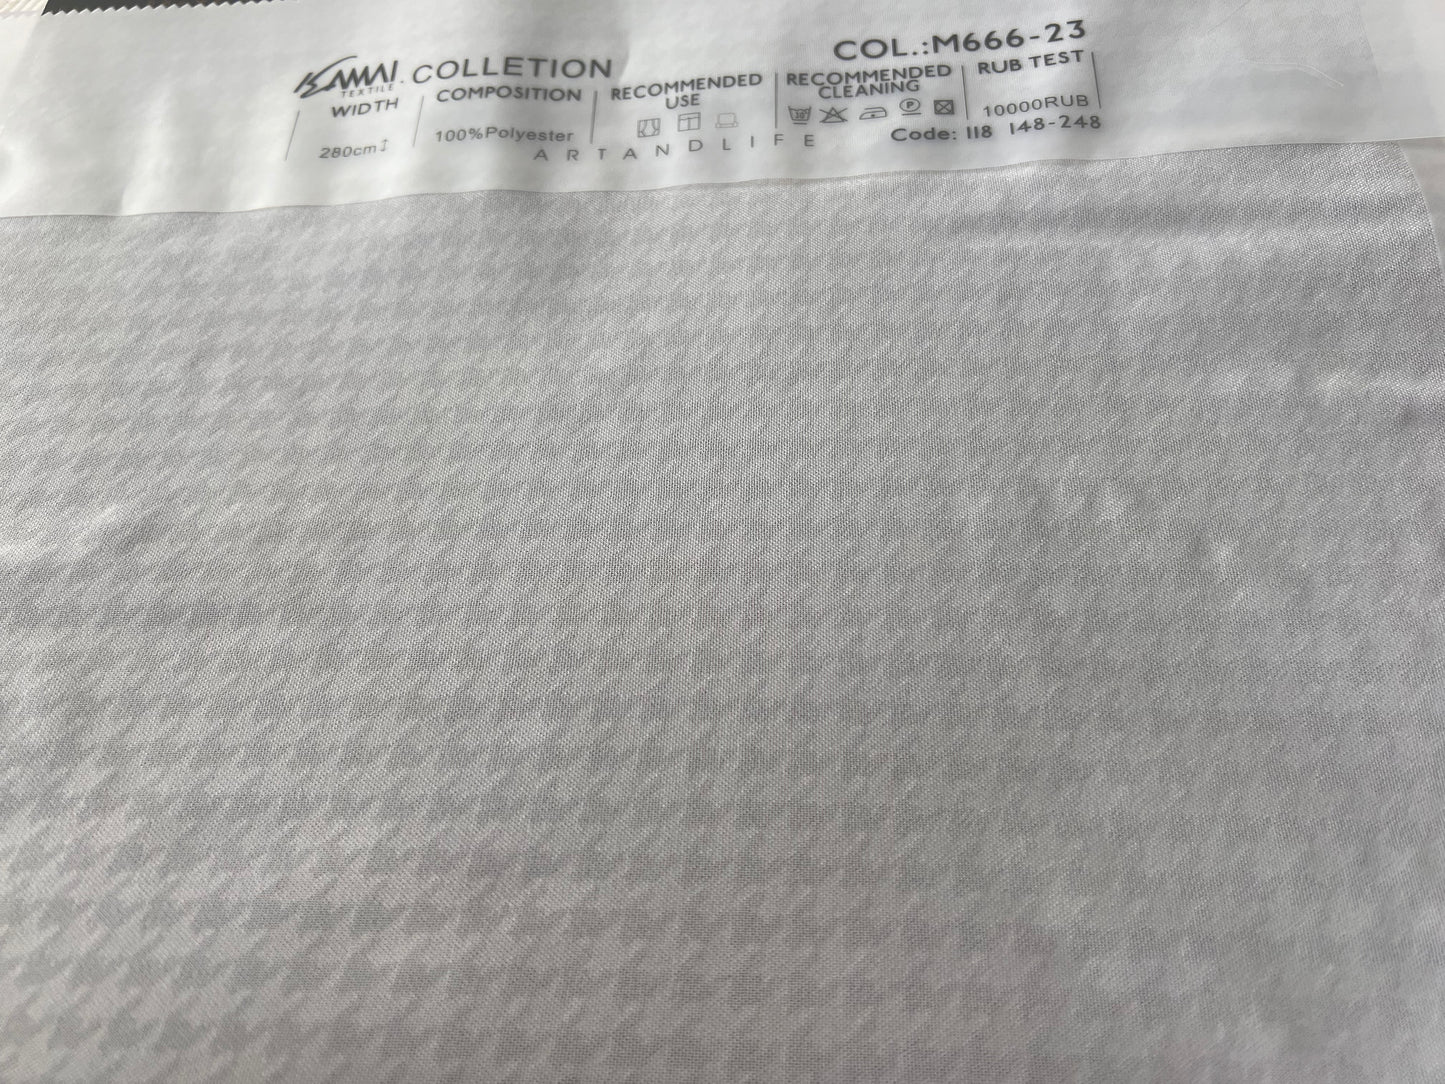 KAMAI. COLLETION
TEXTILE
COL.:M666-23
WIDTH
280cm↕
COMPOSITION
100%Polyester
RECOMMENDED
USE
RECOMMENDED
CLEANING
30°
P
RUB TEST
10000RUB
ARTANDLIFE
Code: 118 148-248